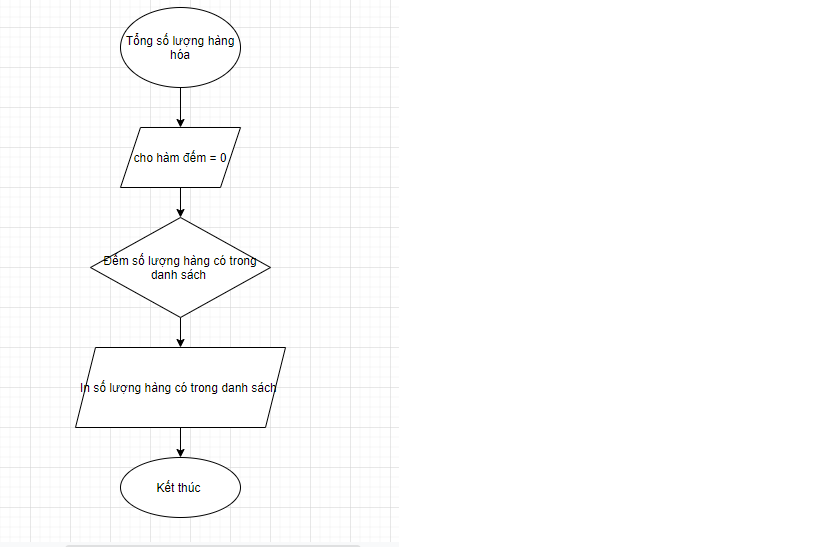 Tổng số lượng hàng
hóa
cho hàm đếm = 0
Đếm số lượng hàng có trong
danh sách
In số lượng hàng có trong danh sách
Kết thúc